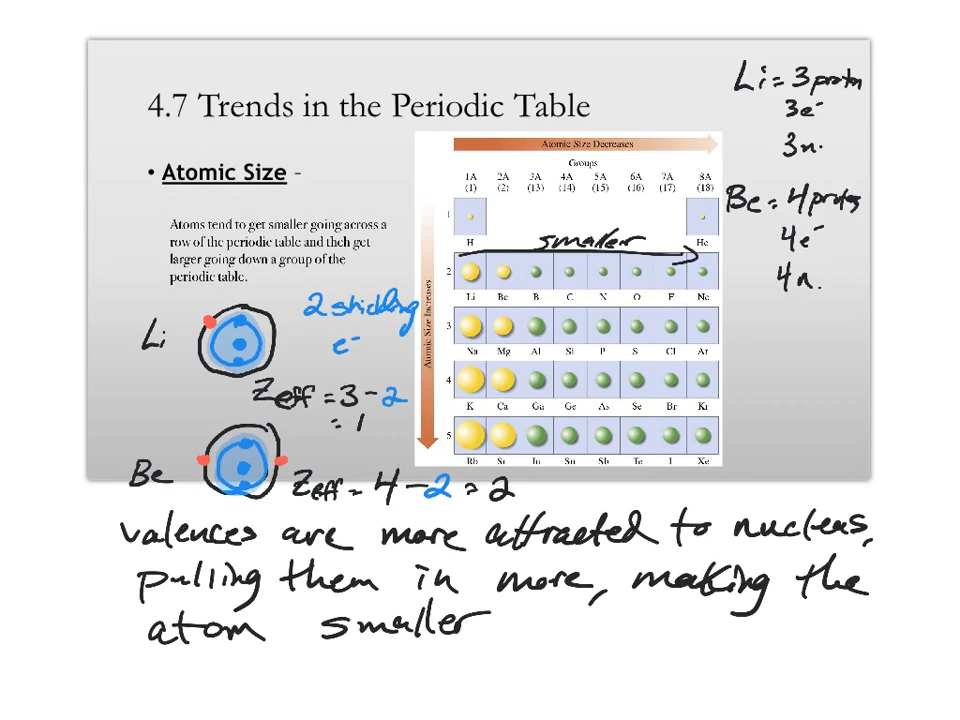 4.7 Trends in the Periodic Table
• Atomic Size –
Atoms tend to get smaller going across a
row of the periodic table and then get
larger going down a group of the
periodic table.
Li
2 shielding
e⁻
Zeff = 3 - 2
= 1
Be
Zeff = 4 - 2 = 2
valences are more attracted to nucleus,
pulling them in more, making the
atom smaller
Atomic Size Decreases
Groups
1A 2A 3A 4A 5A 6A 7A 8A
(1) (2) (13) (14) (15) (16) (17) (18)
Atomic Size Increases
1
H He
smaller
2
Li Be B C N O F Ne
3
Na Mg Al Si P S Cl Ar
4
K Ca Ga Ge As Se Br Kr
5
Rb Sr In Sn Sb Te I Xe
Li = 3 proton
3e⁻
3n.
Be = 4 protons
4e⁻
4n.